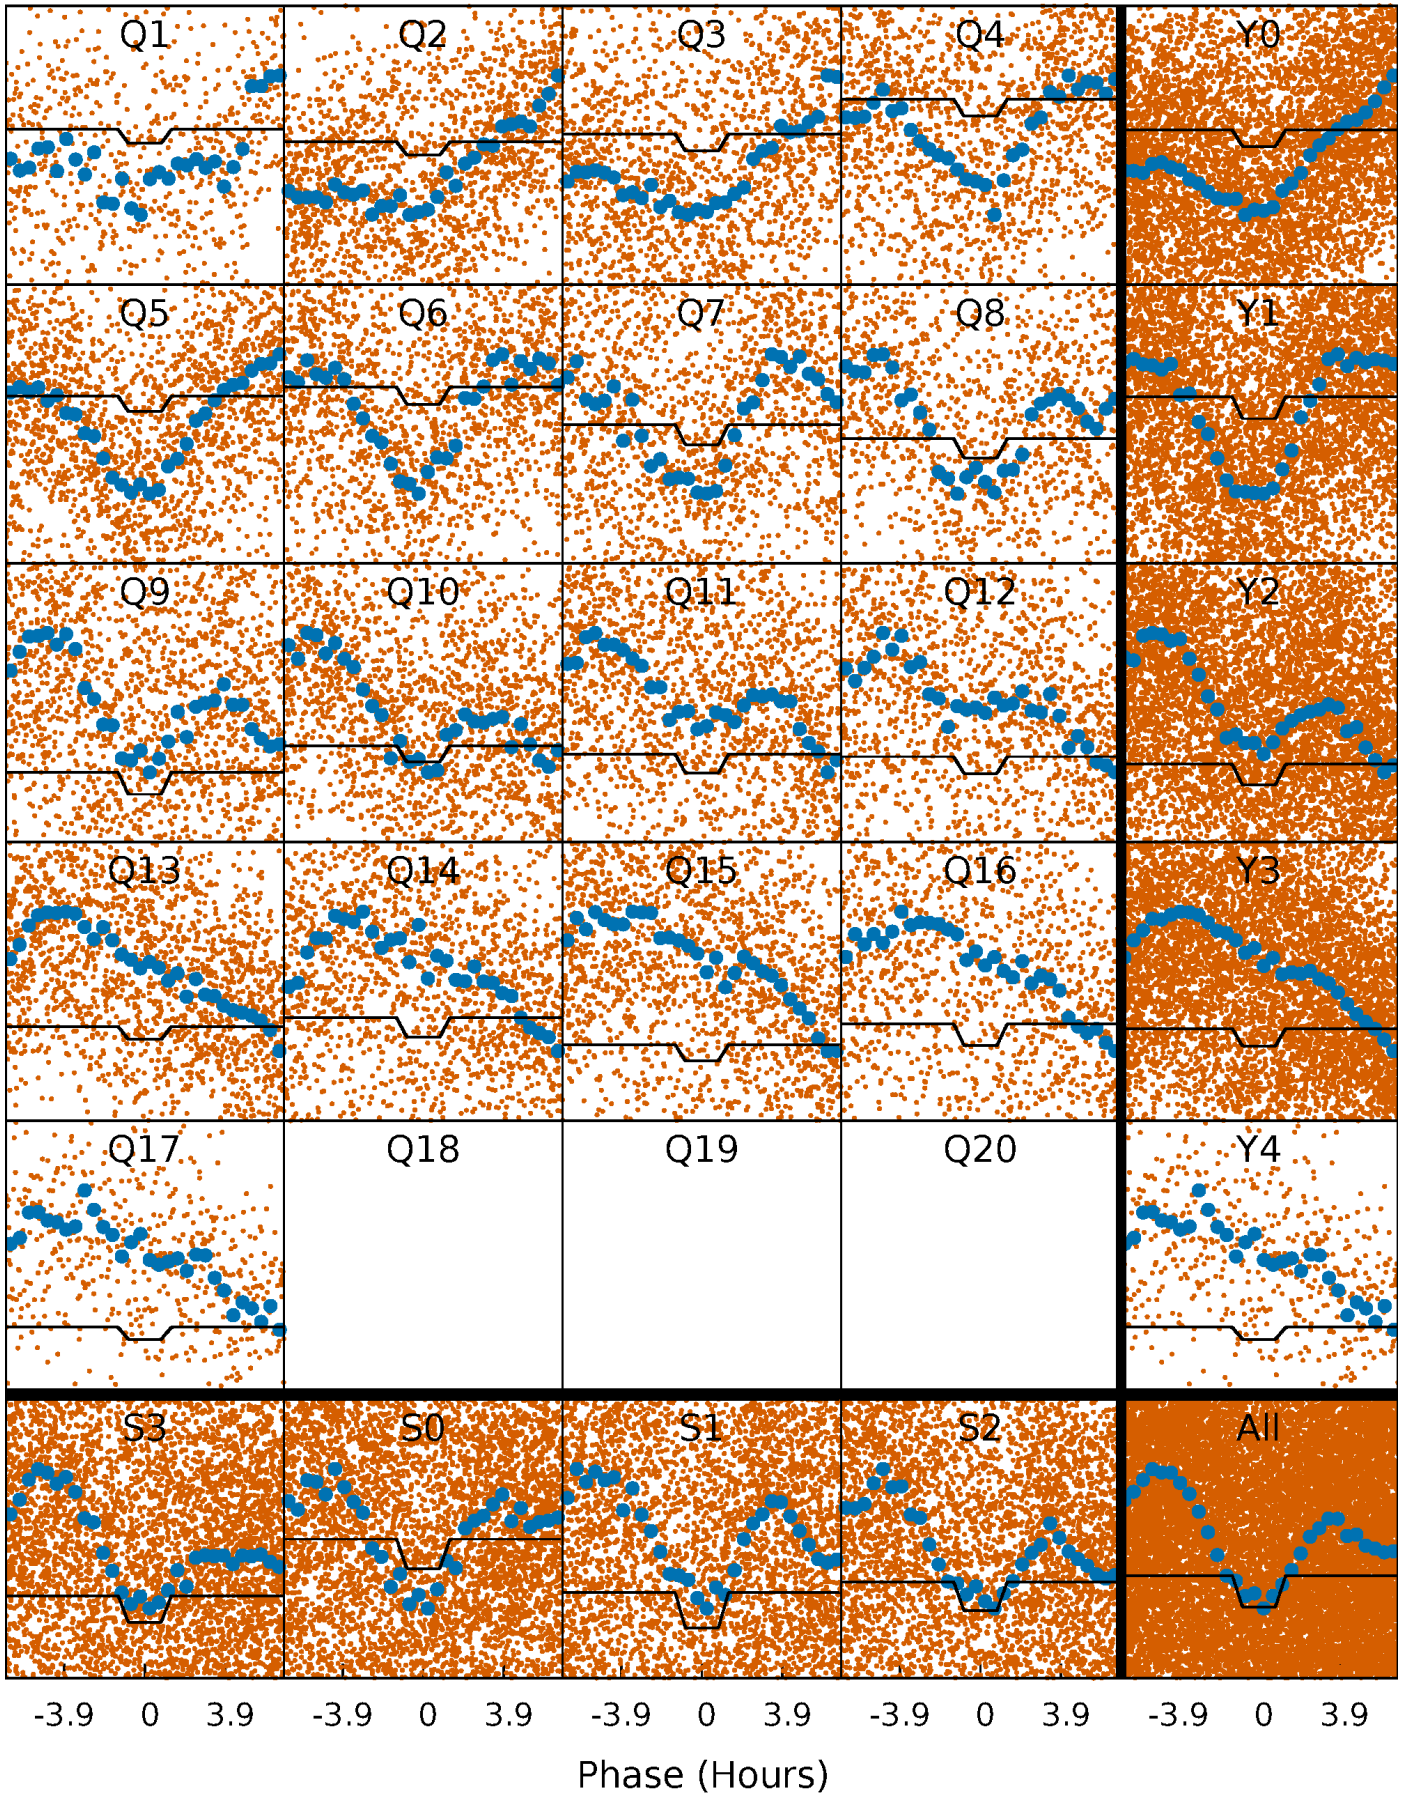 Q1 Q2 Q3 Q4 Y0
Q5 Q6 Q7 Q8 Y1
Q9 Q10 Q11 Q12 Y2
Q13 Q14 Q15 Q16 Y3
Q17 Q18 Q19 Q20 Y4
S3 S0 S1 S2 All
-3.9 0 3.9 -3.9 0 3.9 -3.9 0 3.9 -3.9 0 3.9 -3.9 0 3.9
Phase (Hours)